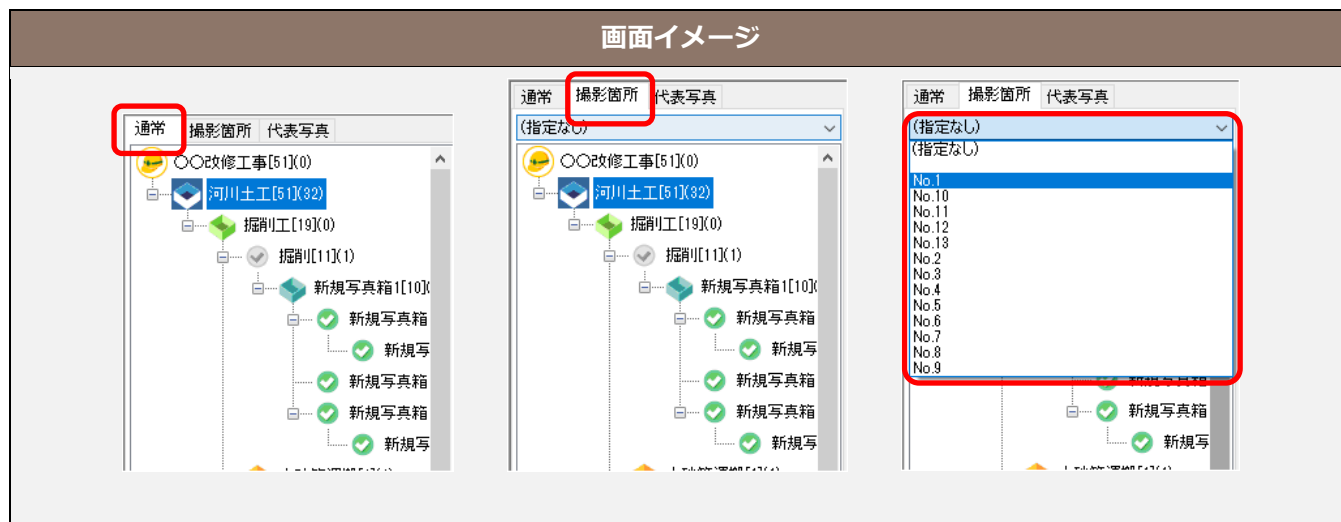 画面イメージ
通常 撮影箇所 代表写真
〇〇改修工事[51](0)
河川土工[51](32)
掘削工[19](0)
掘削[11](1)
新規写真箱1[10](
新規写真箱
新規写
新規写真箱
新規写真箱
新規写
通常 撮影箇所 代表写真
(指定なし)
〇〇改修工事[51](0)
河川土工[51](32)
掘削工[19](0)
掘削[11](1)
新規写真箱1[10](
新規写真箱
新規写
新規写真箱
新規写真箱
新規写
通常 撮影箇所 代表写真
(指定なし)
(指定なし)
No.1
No.10
No.11
No.12
No.13
No.2
No.3
No.4
No.5
No.6
No.7
No.8
No.9
新規写真箱
新規写